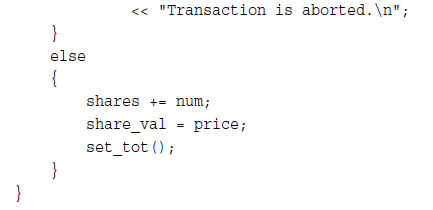 << "Transaction is aborted.\n";
}
else
{
shares += num;
share_val = price;
set_tot();
}
}